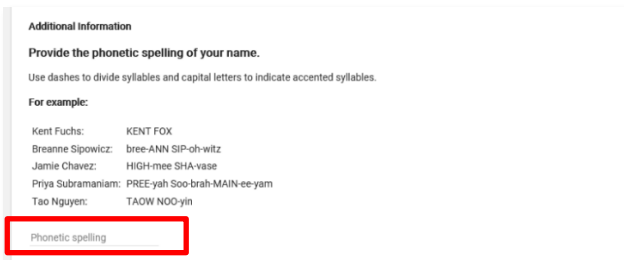 Additional Information
Provide the phonetic spelling of your name.
Use dashes to divide syllables and capital letters to indicate accented syllables.
For example:
Kent Fuchs: KENT FOX
Breanne Sipowicz: bree-ANN SIP-oh-witz
Jamie Chavez: HIGH-mee SHA-vase
Priya Subramaniam: PREE-yah Soo-brah-MAIN-ee-yam
Tao Nguyen: TAOW NOO-yin
Phonetic spelling